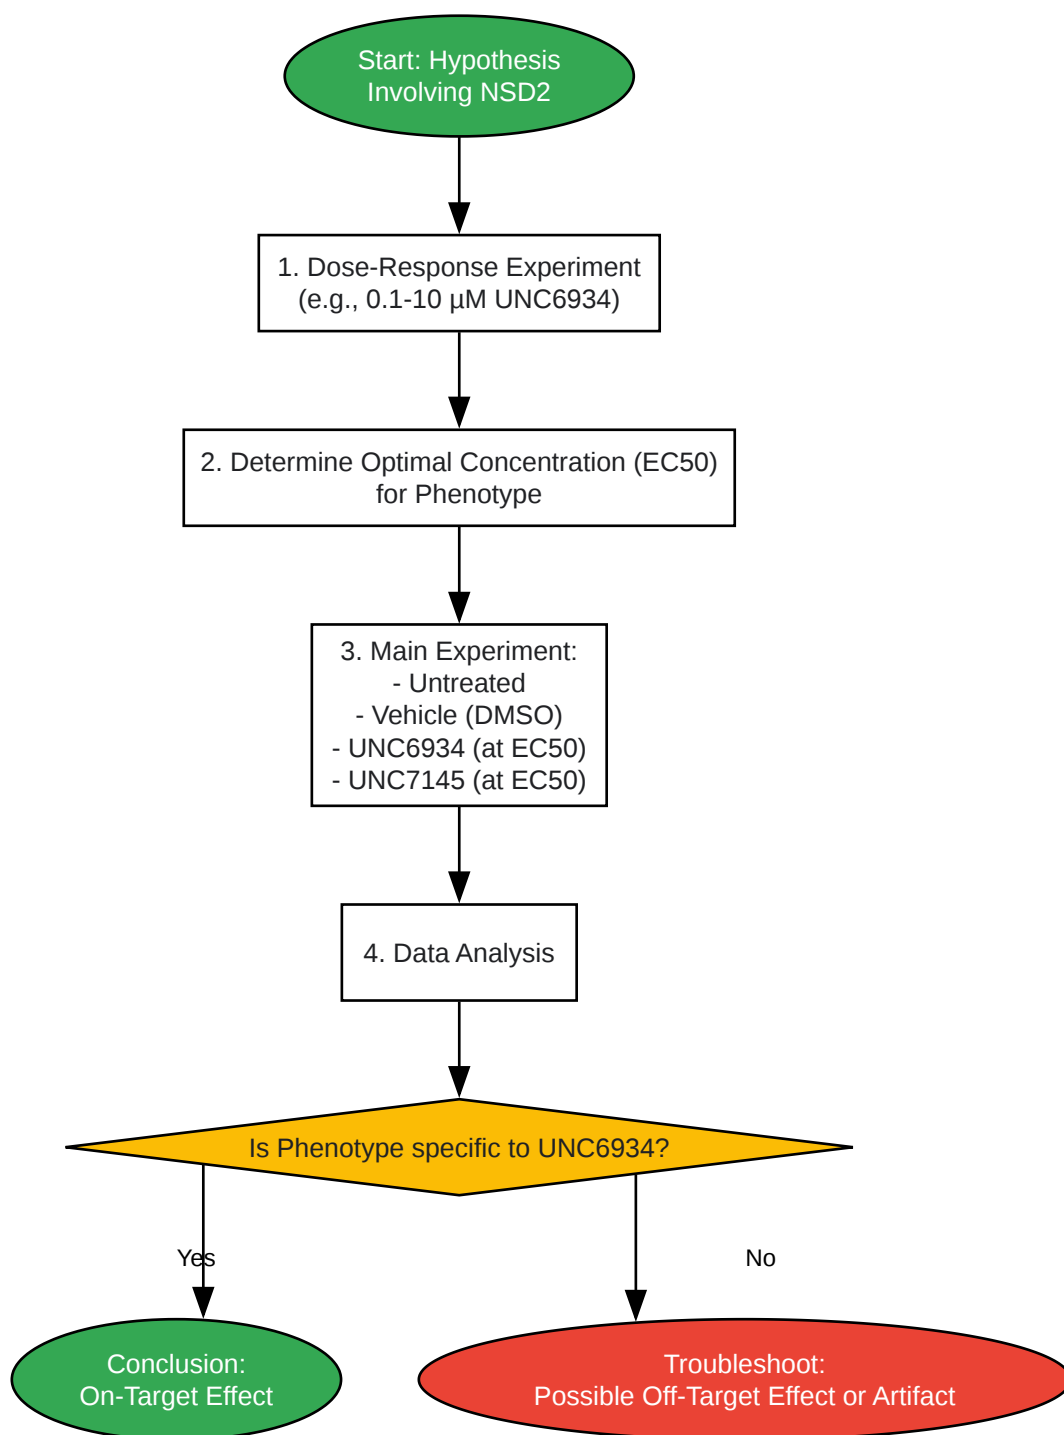 Start: Hypothesis
Involving NSD2
1. Dose-Response Experiment
(e.g., 0.1-10 µM UNC6934)
2. Determine Optimal Concentration (EC50)
for Phenotype
3. Main Experiment:
- Untreated
- Vehicle (DMSO)
- UNC6934 (at EC50)
- UNC7145 (at EC50)
4. Data Analysis
Is Phenotype specific to UNC6934?
Yes
No
Conclusion:
On-Target Effect
Troubleshoot:
Possible Off-Target Effect or Artifact